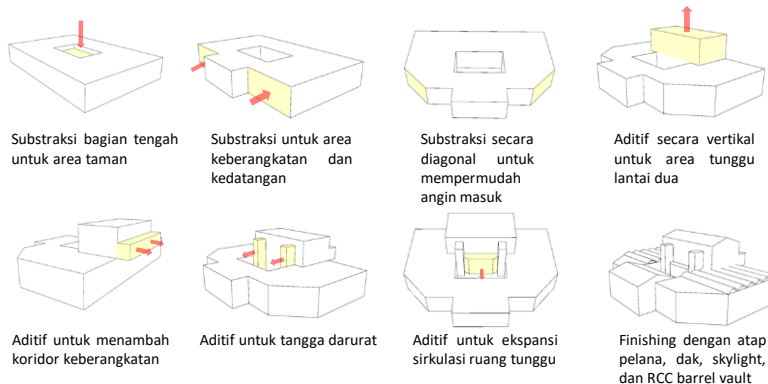 Substraksi bagian tengah
untuk area taman
Substraksi untuk area
keberangkatan dan
kedatangan
Substraksi secara
diagonal untuk
mempermudah
angin masuk
Aditif secara vertikal
untuk area tunggu
lantai dua
Aditif untuk menambah
koridor keberangkatan
Aditif untuk tangga darurat
Aditif untuk ekspansi
sirkulasi ruang tunggu
Finishing dengan atap
pelana, dak, skylight,
dan RCC barrel vault